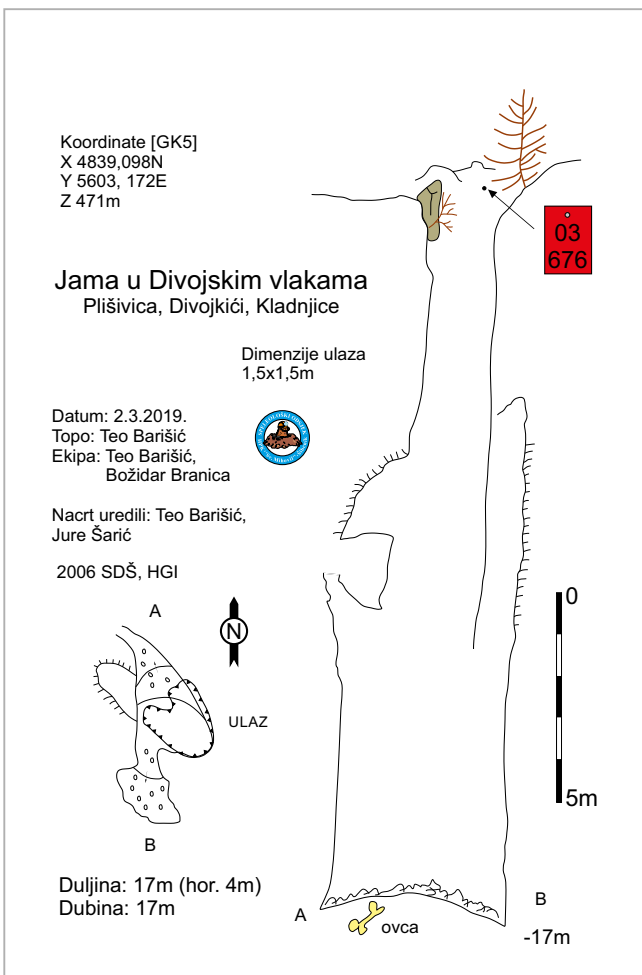 Koordinate [GK5]
X 4839,098N
Y 5603, 172E
Z 471m
03
676
Jama u Divojskim vlakama
Plišivica, Divojkići, Kladnjice
Dimenzije ulaza
1,5x1,5m
Datum: 2.3.2019.
Topo: Teo Barišić
Ekipa: Teo Barišić,
Božidar Branica
Nacrt uredili: Teo Barišić,
Jure Šarić
2006 SDŠ, HGI
A
N
ULAZ
B
0
5m
Duljina: 17m (hor. 4m)
Dubina: 17m
A
ovca
B
-17m